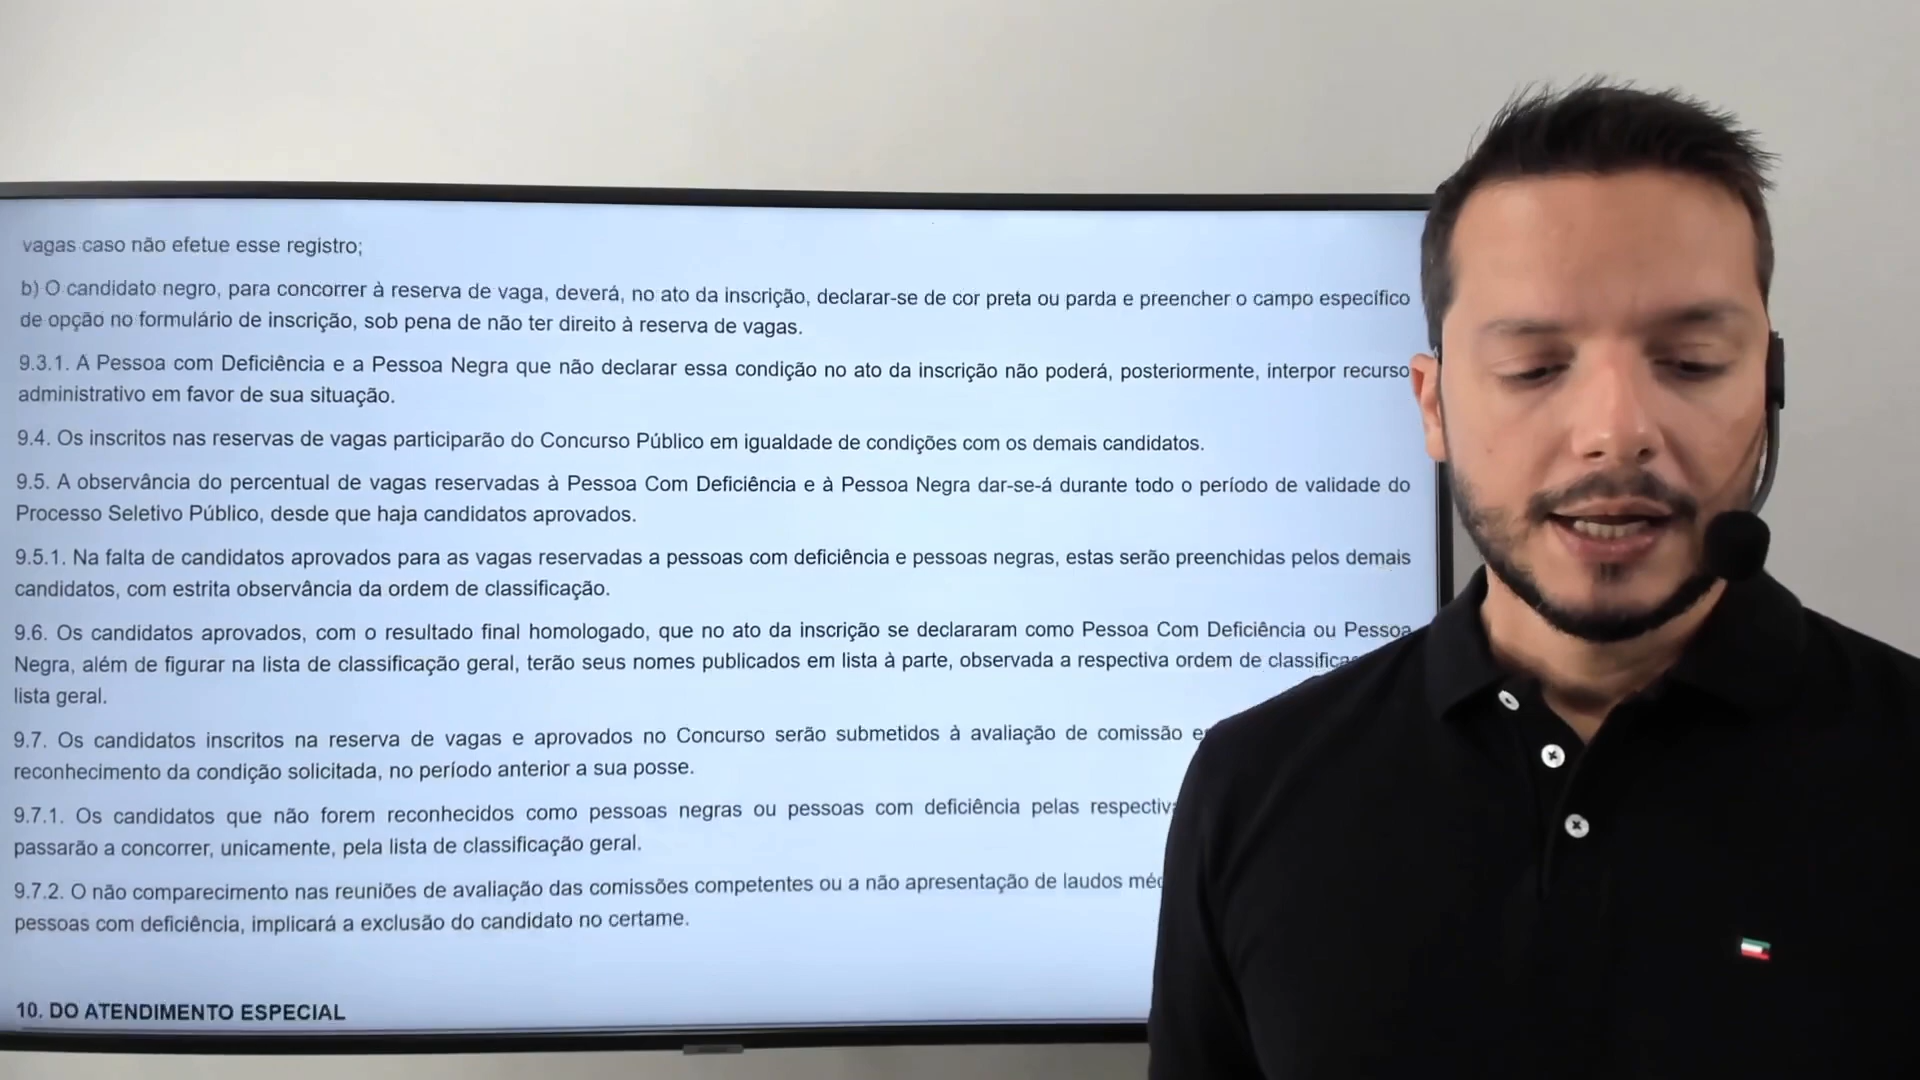 vagas caso não efetue esse registro;
b) O candidato negro, para concorrer à reserva de vaga, deverá, no ato da inscrição, declarar-se de cor preta ou parda e preencher o campo específico
de opção no formulário de inscrição, sob pena de não ter direito à reserva de vagas.
9.3.1. A Pessoa com Deficiência e a Pessoa Negra que não declarar essa condição no ato da inscrição não poderá, posteriormente, interpor recurso
administrativo em favor de sua situação.
9.4. Os inscritos nas reservas de vagas participarão do Concurso Público em igualdade de condições com os demais candidatos.
9.5. A observância do percentual de vagas reservadas à Pessoa Com Deficiência e à Pessoa Negra dar-se-á durante todo o período de validade do
Processo Seletivo Público, desde que haja candidatos aprovados.
9.5.1. Na falta de candidatos aprovados para as vagas reservadas a pessoas com deficiência e pessoas negras, estas serão preenchidas pelos demais
candidatos, com estrita observância da ordem de classificação.
9.6. Os candidatos aprovados, com o resultado final homologado, que no ato da inscrição se declararam como Pessoa Com Deficiência ou Pessoa
Negra, além de figurar na lista de classificação geral, terão seus nomes publicados em lista à parte, observada a respectiva ordem de
lista geral.
9.7. Os candidatos inscritos na reserva de vagas e aprovados no Concurso serão submetidos à avaliação de comissão
reconhecimento da condição solicitada, no período anterior a sua posse.
9.7.1. Os candidatos que não forem reconhecidos como pessoas negras ou pessoas com deficiência pelas
passarão a concorrer, unicamente, pela lista de classificação geral.
9.7.2. O não comparecimento nas reuniões de avaliação das comissões competentes ou a não apresentação de laudos
pessoas com deficiência, implicará a exclusão do candidato no certame.
10. DO ATENDIMENTO ESPECIAL